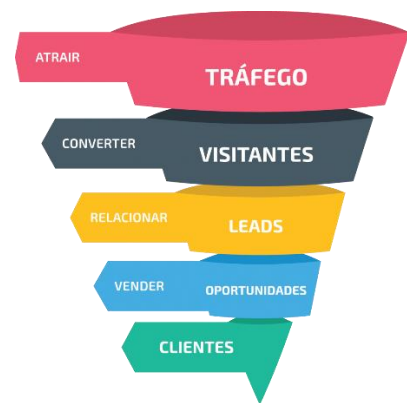 ATRAIR
TRÁFEGO
CONVERTER
VISITANTES
RELACIONAR
LEADS
VENDER
OPORTUNIDADES
CLIENTES